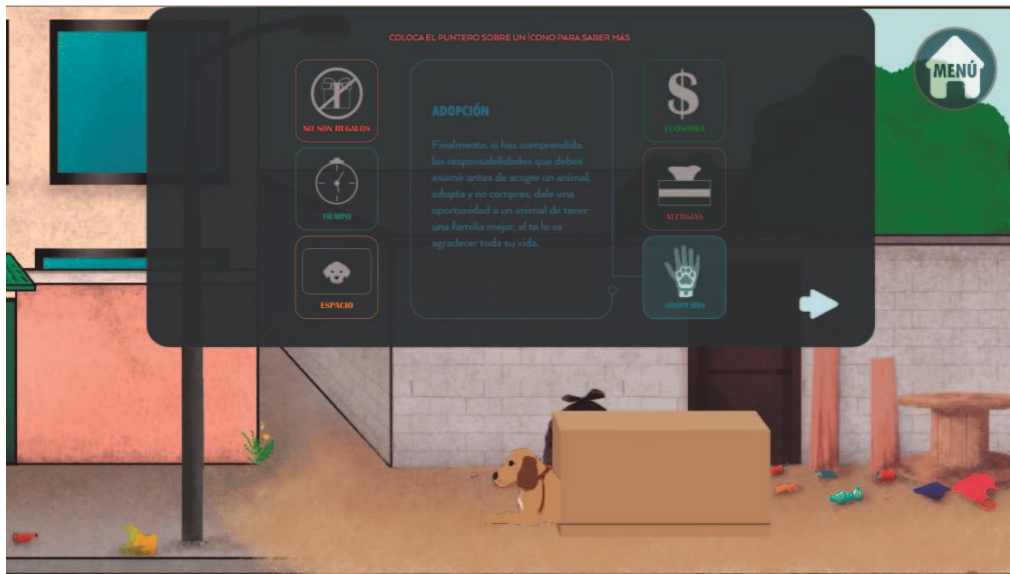 COLOCA EL PUNTERO SOBRE UN ÍCONO PARA SABER MÁS
MENÚ
NO SON REGALOS
TIEMPO
ESPACIO
ADOPCIÓN
Finalmente, si has comprendido
las responsabilidades que debes
asumir antes de acoger un animal,
adopta y no compres, dale una
oportunidad a un animal de tener
una familia mejor, el te lo va
agradecer toda su vida.
ECONOMÍA
ALERGIAS
ADOPCIÓN